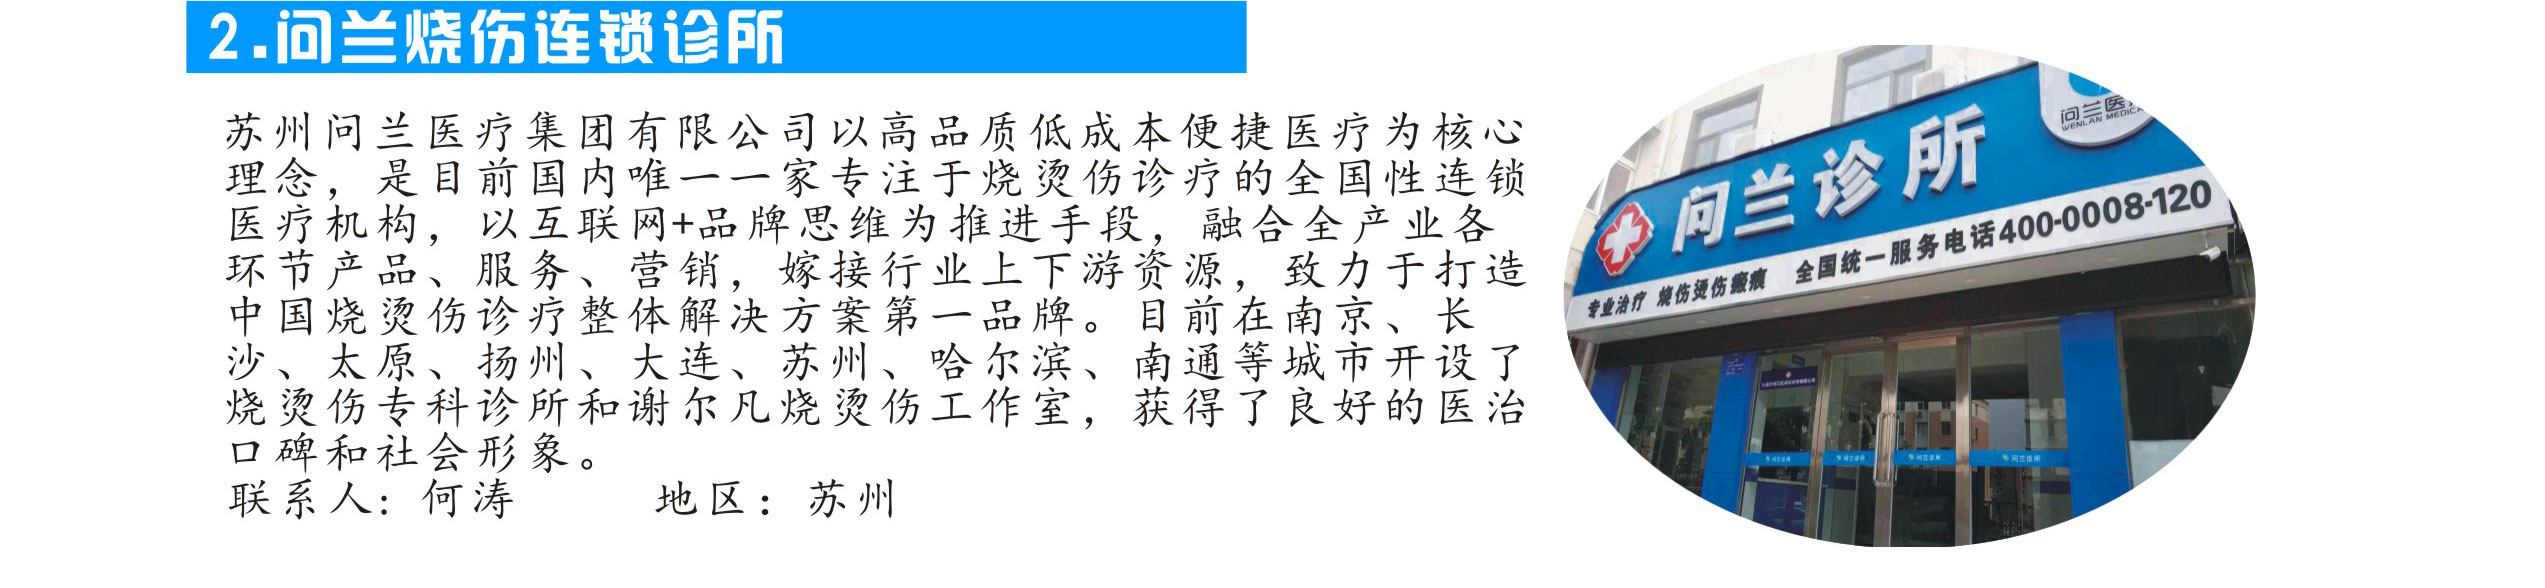 2.问兰烧伤连锁诊所
苏州问兰医疗集团有限公司以高品质低成本便捷医疗为核心
理念，是目前国内唯一一家专注于烧烫伤诊疗的全国性连锁
医疗机构，以互联网+品牌思维为推进手段，融合全产业各
环节产品、服务、营销，嫁接行业上下游资源，致力于打造
中国烧烫伤诊疗整体解决方案第一品牌。目前在南京、长
沙、太原、扬州、大连、苏州、哈尔滨、南通等城市开设了
烧烫伤专科诊所和谢尔凡烧烫伤工作室，获得了良好的医治
口碑和社会形象。
联系人：何涛 地区：苏州
问兰医
WENLAN MEDICA
问兰诊所
专业治疗 烧伤烫伤瘢痕 全国统一服务电话400-0008-120
问兰诊所 问兰诊所 问兰诊所 问兰诊所